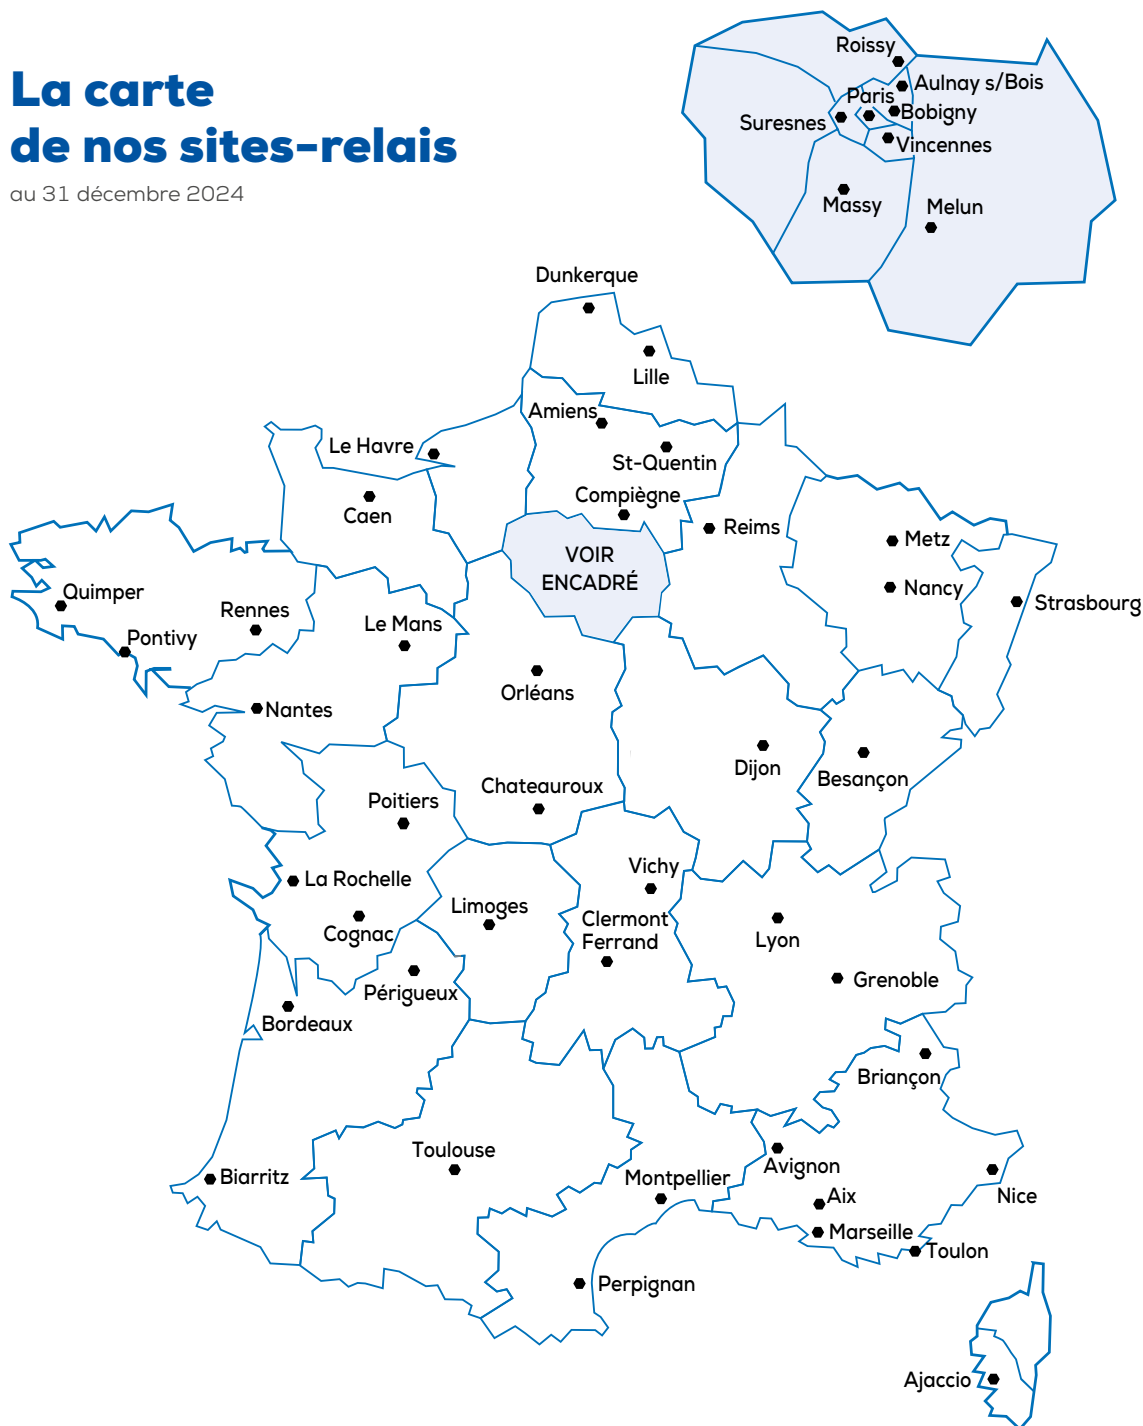 La carte
de nos sites-relais
au 31 décembre 2024
Roissy
Aulnay s/Bois
Paris
Bobigny
Suresnes
Vincennes
Massy
Melun
Dunkerque
Lille
Amiens
Le Havre
St-Quentin
Compiègne
Caen
Reims
Metz
VOIR
ENCADRÉ
Nancy
Quimper
Strasbourg
Rennes
Le Mans
Pontivy
Orléans
Nantes
Dijon
Besançon
Chateauroux
Poitiers
Vichy
La Rochelle
Limoges
Clermont
Ferrand
Cognac
Lyon
Grenoble
Périgueux
Bordeaux
Briançon
Toulouse
Avignon
Biarritz
Montpellier
Aix
Nice
Marseille
Toulon
Perpignan
Ajaccio